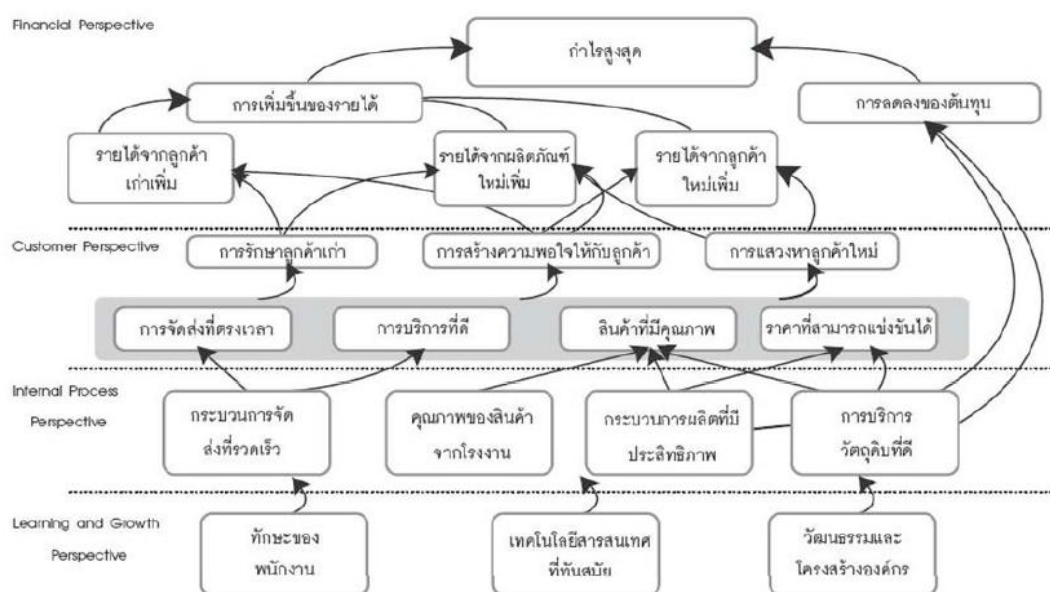 Financial Perspective
กำไรสูงสุด
การเพิ่มขึ้นของรายได้
การลดลงของต้นทุน
รายได้จากลูกค้า
เก่าเพิ่ม
รายได้จากผลิตภัณฑ์
ใหม่เพิ่ม
รายได้จากลูกค้า
ใหม่เพิ่ม
Customer Perspective
การรักษาลูกค้าเก่า
การสร้างความพอใจให้กับลูกค้า
การแสวงหาลูกค้าใหม่
การจัดส่งที่ตรงเวลา
การบริการที่ดี
สินค้าที่มีคุณภาพ
ราคาที่สามารถแข่งขันได้
Internal Process
Perspective
กระบวนการจัด
ส่งที่รวดเร็ว
คุณภาพของสินค้า
จากโรงงาน
กระบวนการผลิตที่มี
ประสิทธิภาพ
การบริการ
วัตถุดิบที่ดี
Learning and Growth
Perspective
ทักษะของ
พนักงาน
เทคโนโลยีสารสนเทศ
ที่ทันสมัย
วัฒนธรรมและ
โครงสร้างองค์กร